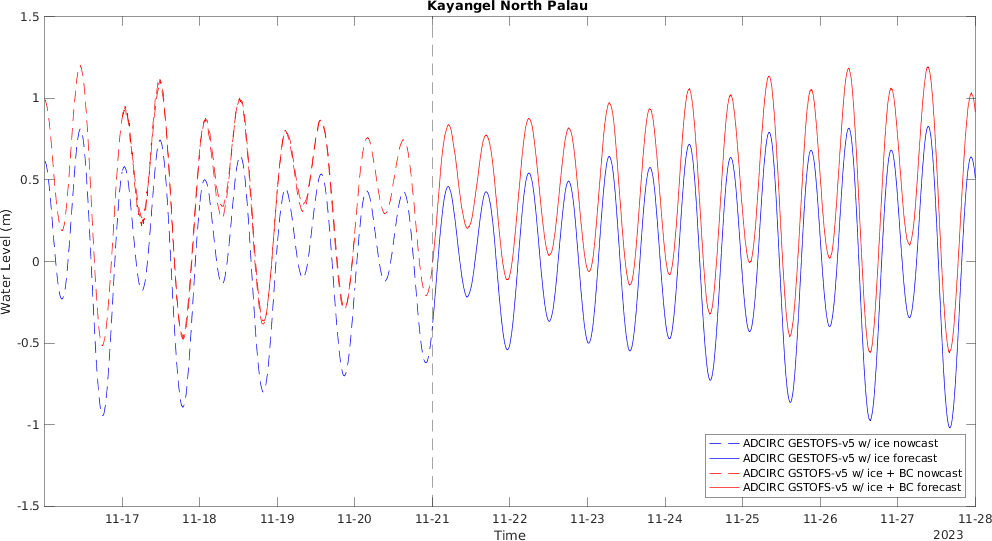 Kayangel North Palau
1.5
1
0.5
0
-0.5
-1
-1.5
Water Level (m)
11-17 11-18 11-19 11-20 11-21 11-22 11-23 11-24 11-25 11-26 11-27 11-28
Time
2023
ADCIRC GESTOFS-v5 w/ ice nowcast
ADCIRC GESTOFS-v5 w/ ice forecast
ADCIRC GSTOFS-v5 w/ ice + BC nowcast
ADCIRC GSTOFS-v5 w/ ice + BC forecast